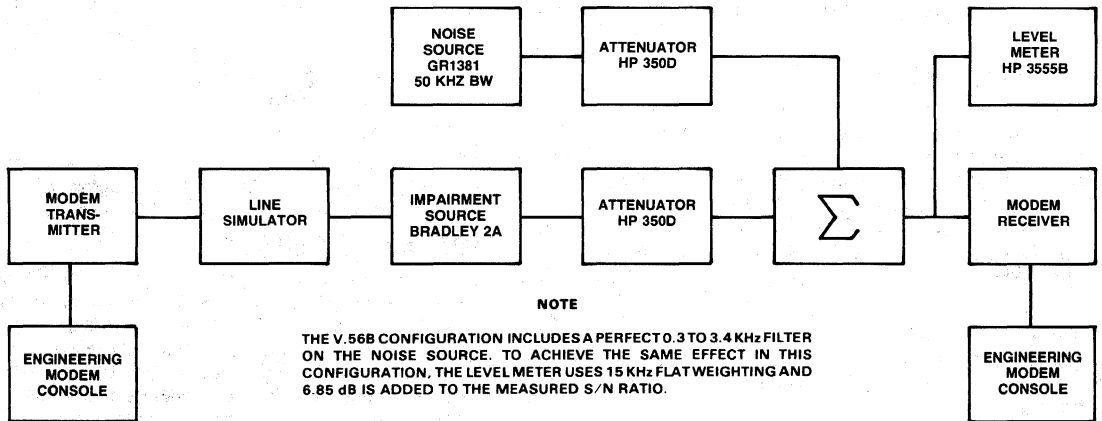 NOISE
SOURCE
GR1381
50 KHZ BW
ATTENUATOR
HP 350D
LEVEL
METER
HP 3555B
MODEM
TRANS-
MITTER
LINE
SIMULATOR
IMPAIRMENT
SOURCE
BRADLEY 2A
ATTENUATOR
HP 350D
Σ
MODEM
RECEIVER
ENGINEERING
MODEM
CONSOLE
NOTE
THE V.56B CONFIGURATION INCLUDES A PERFECT 0.3 TO 3.4 KHz FILTER
ON THE NOISE SOURCE. TO ACHIEVE THE SAME EFFECT IN THIS
CONFIGURATION, THE LEVEL METER USES 15 KHz FLAT WEIGHTING AND
6.85 dB IS ADDED TO THE MEASURED S/N RATIO.
ENGINEERING
MODEM
CONSOLE